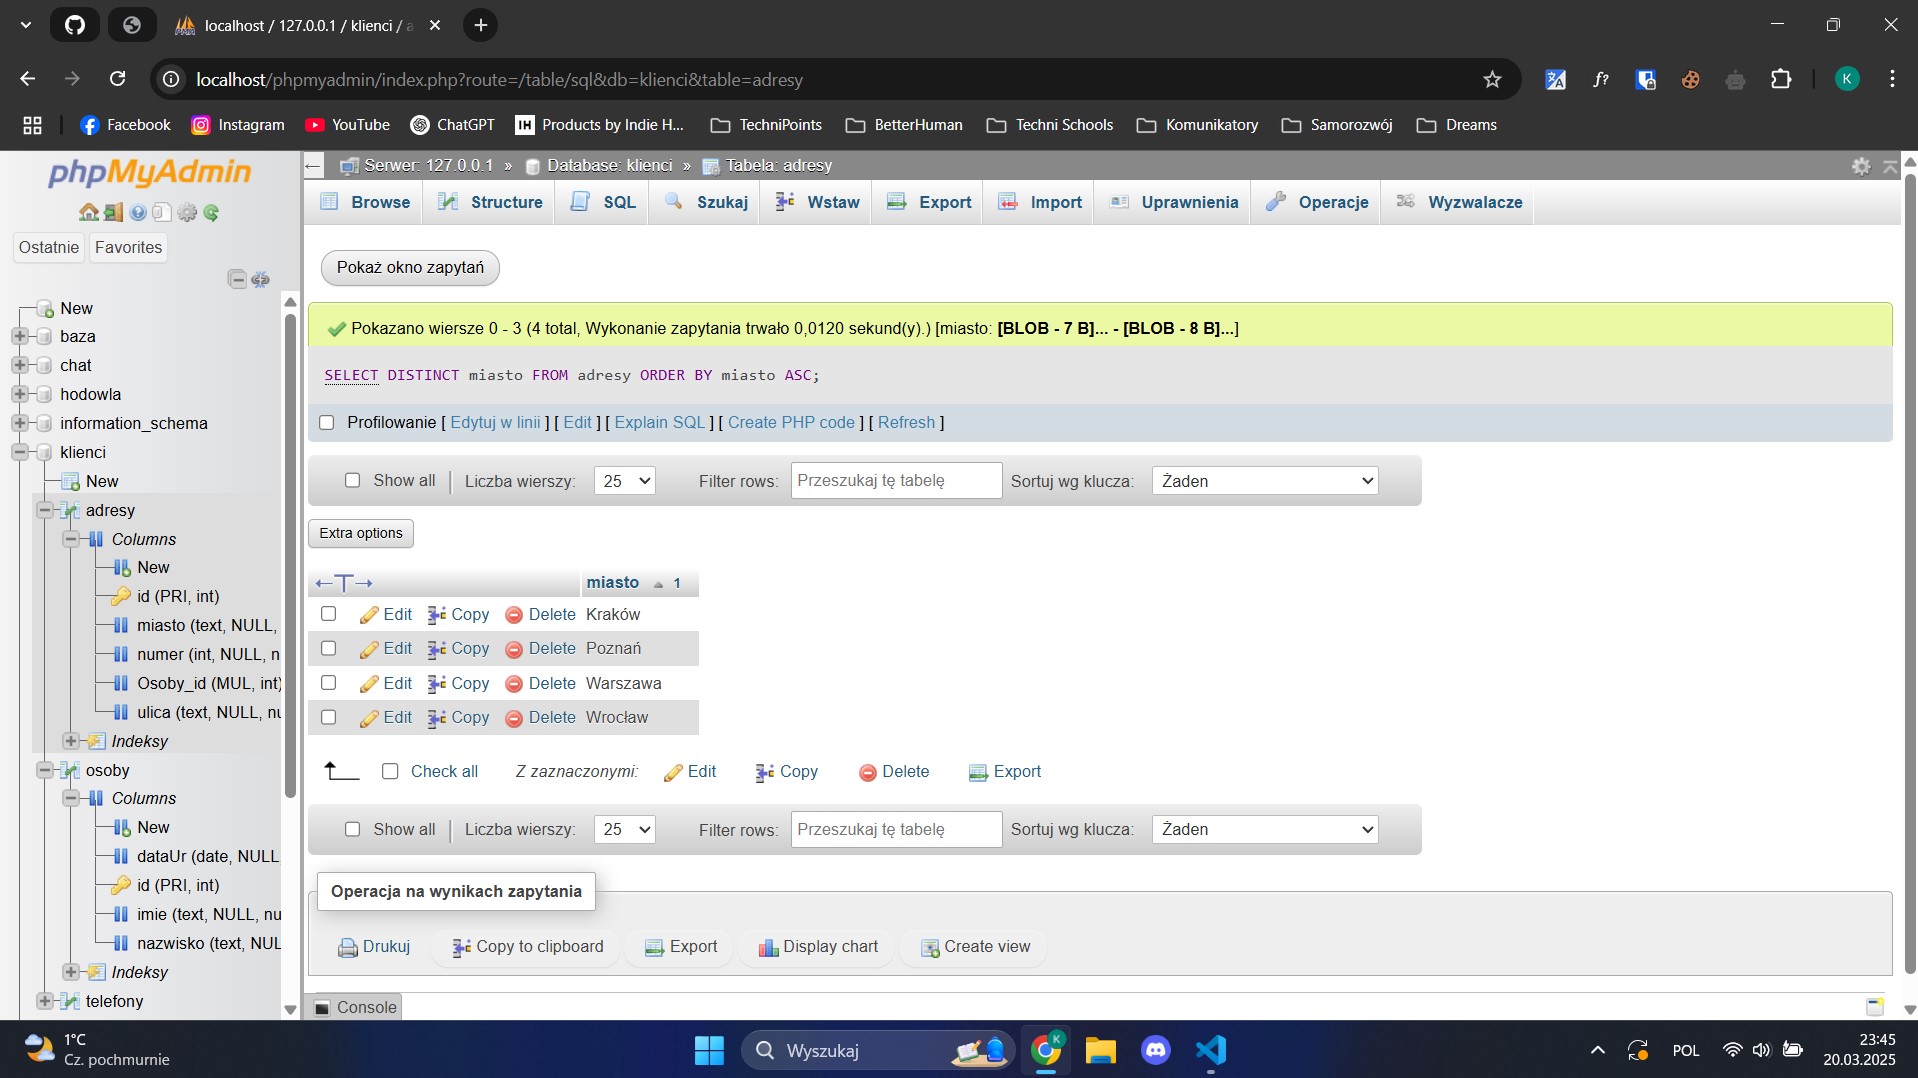 localhost / 127.0.0.1 / klienci / a
localhost/phpmyadmin/index.php?route=/table/sql&db=klienci&table=adresy
f?
K
Facebook
Instagram
YouTube
ChatGPT
IH Products by Indie H...
TechniPoints
BetterHuman
Techni Schools
Komunikatory
Samorozwój
Dreams
phpMyAdmin
Ostatnie
Favorites
New
baza
chat
hodowla
information_schema
klienci
New
adresy
Columns
New
id (PRI, int)
miasto (text, NULL,
numer (int, NULL, n
Osoby_id (MUL, int)
ulica (text, NULL, nu
Indeksy
osoby
Columns
New
dataUr (date, NULL,
id (PRI, int)
imie (text, NULL, nu
nazwisko (text, NUL
Indeksy
telefony
Serwer: 127.0.0.1 » Database: klienci » Tabela: adresy
Browse
Structure
SQL
Szukaj
Wstaw
Export
Import
Uprawnienia
Operacje
Wyzwalacze
Pokaż okno zapytań
Pokazano wiersze 0 - 3 (4 total, Wykonanie zapytania trwało 0,0120 sekund(y).) [miasto: [BLOB - 7 B]... - [BLOB - 8 B]...]
SELECT DISTINCT miasto FROM adresy ORDER BY miasto ASC;
Profilowanie [ Edytuj w linii ] [ Edit ] [ Explain SQL ] [ Create PHP code ] [ Refresh ]
Show all | Liczba wierszy: 25 Filter rows: Przeszukaj tę tabelę Sortuj wg klucza: Żaden
Extra options
←T→ miasto 1
Edit Copy Delete Kraków
Edit Copy Delete Poznań
Edit Copy Delete Warszawa
Edit Copy Delete Wrocław
Check all Z zaznaczonymi: Edit Copy Delete Export
Show all | Liczba wierszy: 25 Filter rows: Przeszukaj tę tabelę Sortuj wg klucza: Żaden
Operacja na wynikach zapytania
Drukuj Copy to clipboard Export Display chart Create view
Console
1°C
Cz. pochmurnie
Wyszukaj
K
POL
23:45
20.03.2025